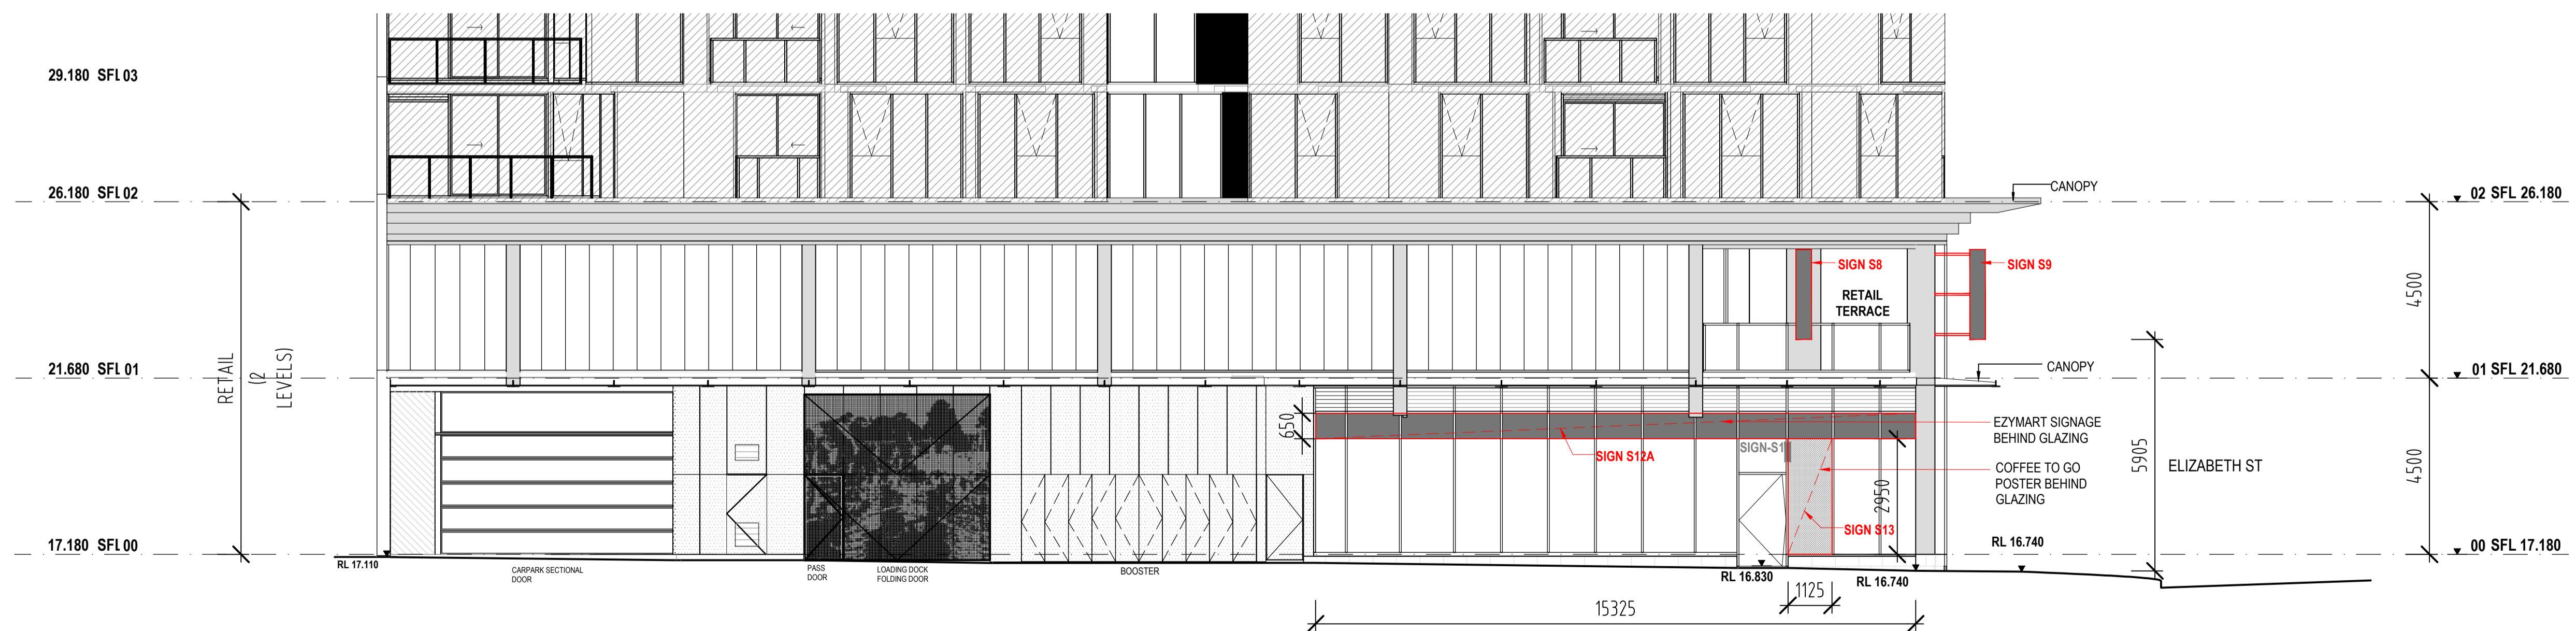 29.180 SFL 03
26.180 SFL 02
CANOPY
02 SFL 26.180
SIGN S8
SIGN S9
RETAIL
TERRACE
4500
RETAIL
(2
LEVELS)
21.680 SFL 01
CANOPY
01 SFL 21.680
650
EZYMART SIGNAGE
BEHIND GLAZING
SIGN-S1
SIGN S12A
COFFEE TO GO
POSTER BEHIND
GLAZING
5905
ELIZABETH ST
4500
2950
SIGN S13
17.180 SFL 00
RL 16.740
00 SFL 17.180
RL 17.110
CARPARK SECTIONAL
DOOR
PASS
DOOR
LOADING DOCK
FOLDING DOOR
BOOSTER
RL 16.830
RL 16.740
1125
15325